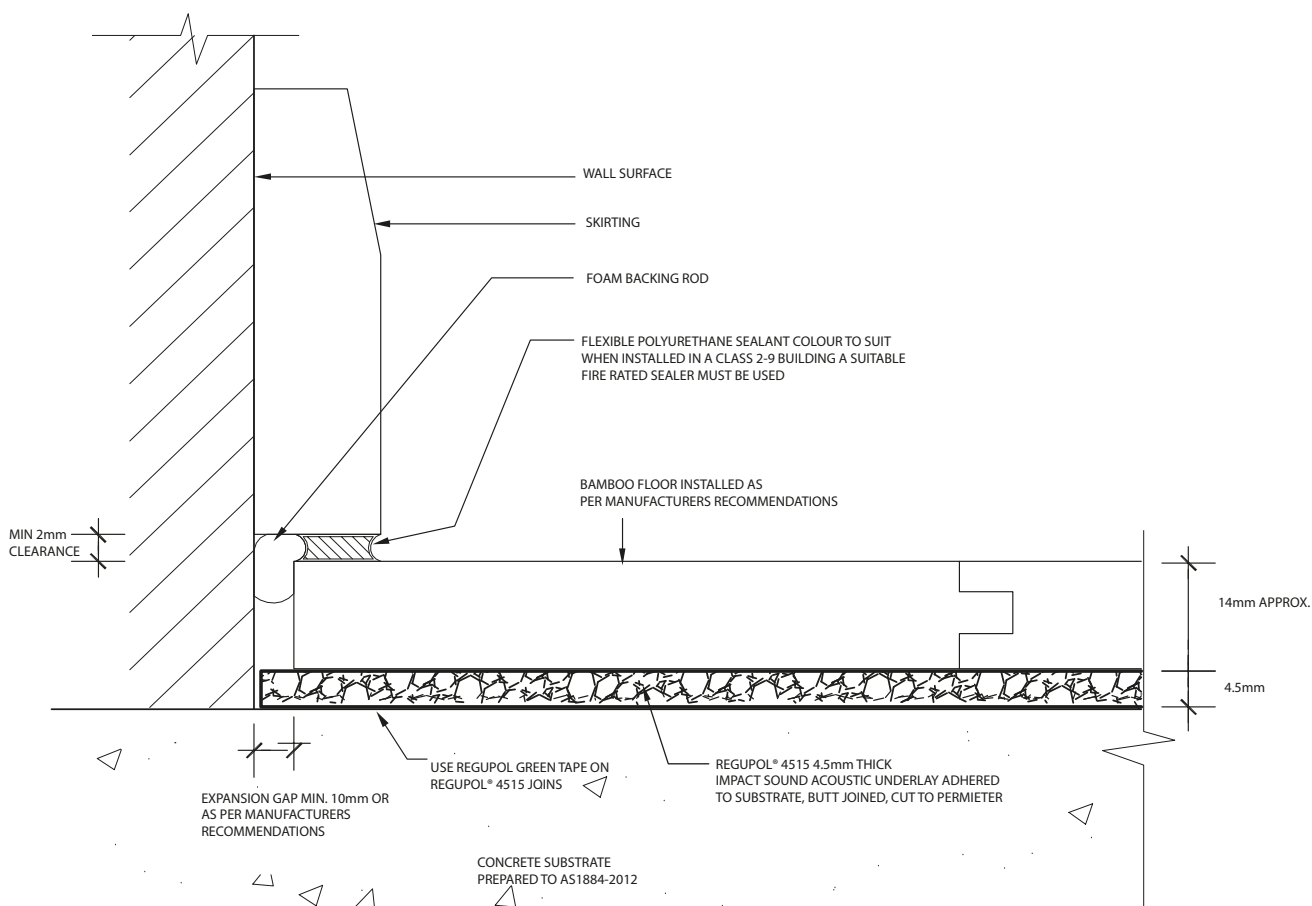 WALL SURFACE
SKIRTING
FOAM BACKING ROD
FLEXIBLE POLYURETHANE SEALANT COLOUR TO SUIT
WHEN INSTALLED IN A CLASS 2-9 BUILDING A SUITABLE
FIRE RATED SEALER MUST BE USED
BAMBOO FLOOR INSTALLED AS
PER MANUFACTURERS RECOMMENDATIONS
MIN 2mm
CLEARANCE
14mm APPROX.
4.5mm
USE REGUPOL GREEN TAPE ON
REGUPOL® 4515 JOINS
REGUPOL® 4515 4.5mm THICK
IMPACT SOUND ACOUSTIC UNDERLAY ADHERED
TO SUBSTRATE, BUTT JOINED, CUT TO PERMIETER
EXPANSION GAP MIN. 10mm OR
AS PER MANUFACTURERS
RECOMMENDATIONS
CONCRETE SUBSTRATE
PREPARED TO AS1884-2012